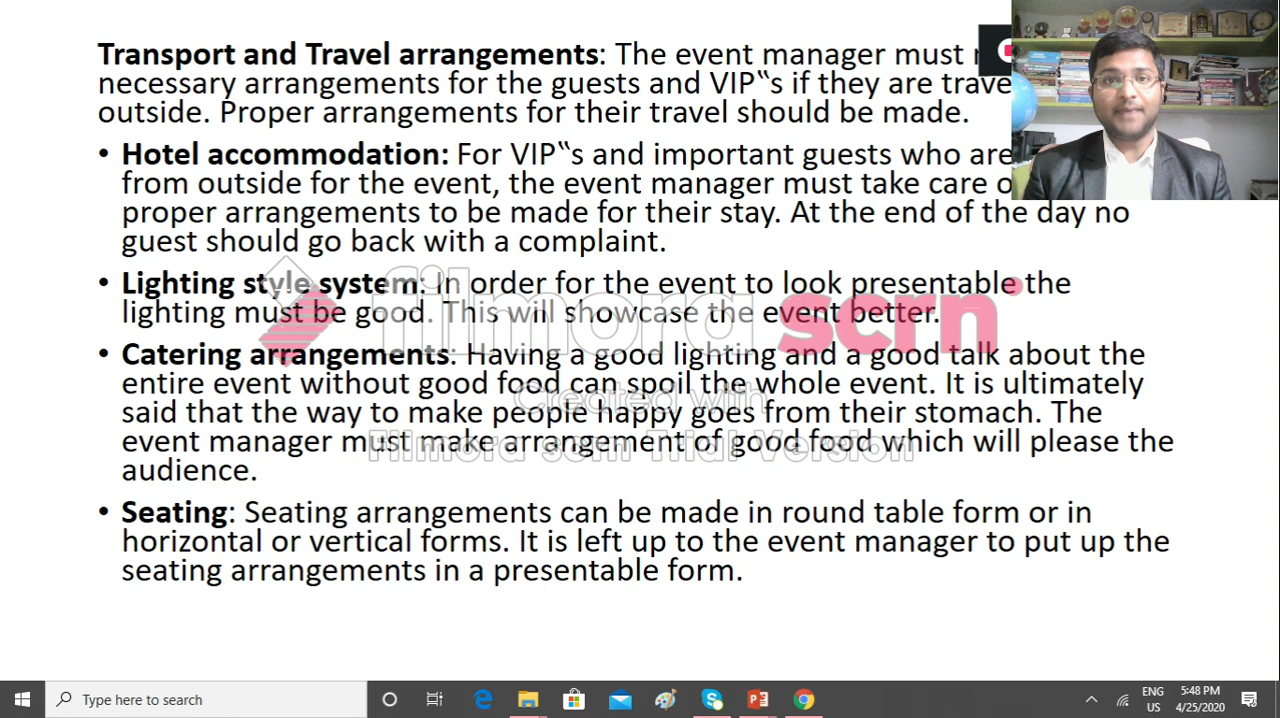 Transport and Travel arrangements: The event manager must
necessary arrangements for the guests and VIP‟s if they are
outside. Proper arrangements for their travel should be made.
• Hotel accommodation: For VIP‟s and important guests who are
from outside for the event, the event manager must take care
proper arrangements to be made for their stay. At the end of the day no
guest should go back with a complaint.
• Lighting style system: In order for the event to look presentable the
lighting must be good. This will showcase the event better.
• Catering arrangements: Having a good lighting and a good talk about the
entire event without good food can spoil the whole event. It is ultimately
said that the way to make people happy goes from their stomach. The
event manager must make arrangement of good food which will please the
audience.
• Seating: Seating arrangements can be made in round table form or in
horizontal or vertical forms. It is left up to the event manager to put up the
seating arrangements in a presentable form.
filmora scrn
Created with
Filmora scrn Trial Version
Type here to search
ENG
US
5:48 PM
4/25/2020